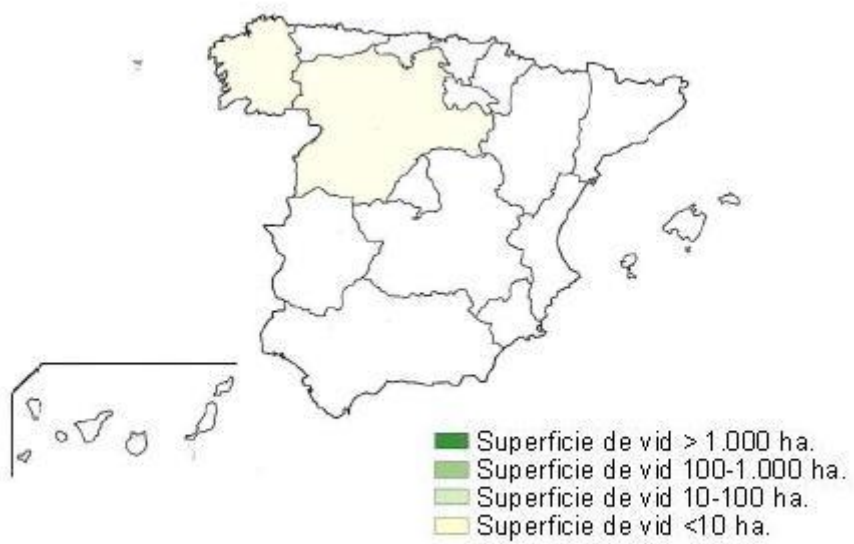 Superficie de vid > 1.000 ha.
Superficie de vid 100-1.000 ha.
Superficie de vid 10-100 ha.
Superficie de vid <10 ha.